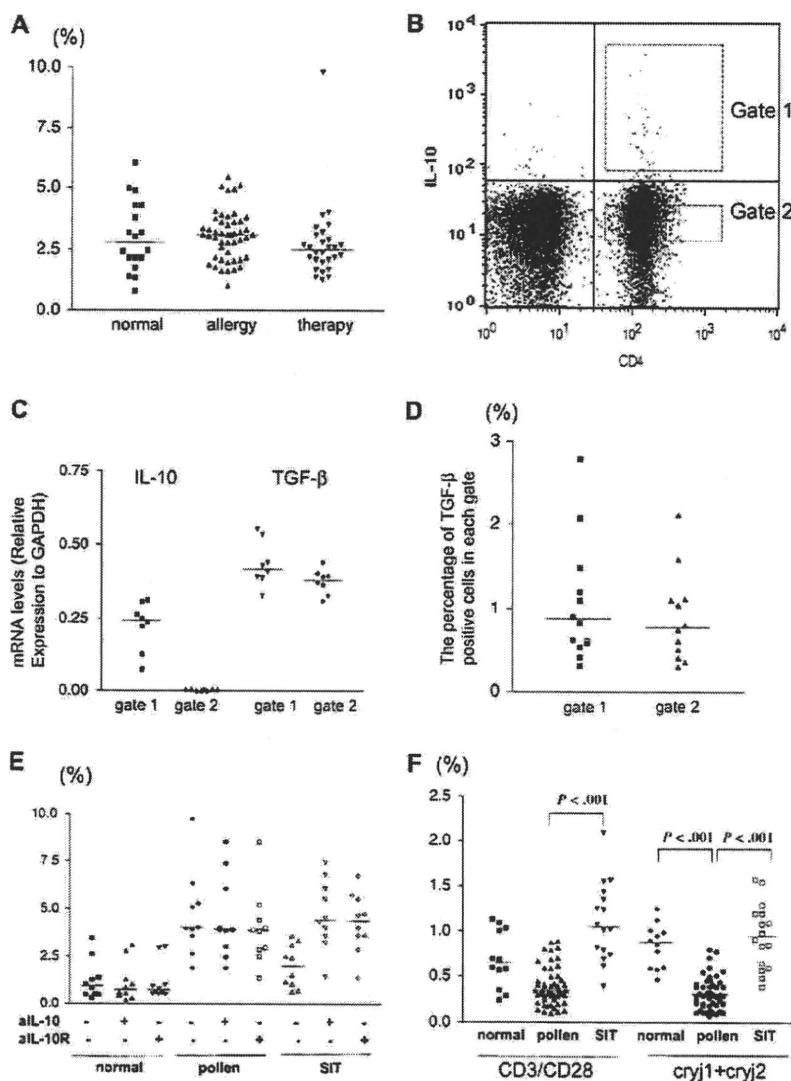 A (%)
10.0
7.5
5.0
2.5
0.0
normal allergy therapy
B
10⁴
10³
10²
10¹
10⁰
IL-10
Gate 1
Gate 2
10⁰ 10¹ 10² 10³ 10⁴
CD4
C
mRNA levels (Relative
Expression to GAPDH)
0.75
0.50
0.25
0.00
IL-10 TGF-β
gate 1 gate 2 gate 1 gate 2
D (%)
The percentage of TGF-β
positive cells in each gate
3
2
1
0
gate 1 gate 2
E (%)
10.0
7.5
5.0
2.5
0.0
aIL-10 - + - - + - - + -
aIL-10R - - + - - + - - +
normal pollen SIT
F (%)
2.5
2.0
1.5
1.0
0.5
0.0
P < .001
P < .001 P < .001
normal pollen SIT normal pollen SIT
CD3/CD28 cryj1+cryj2